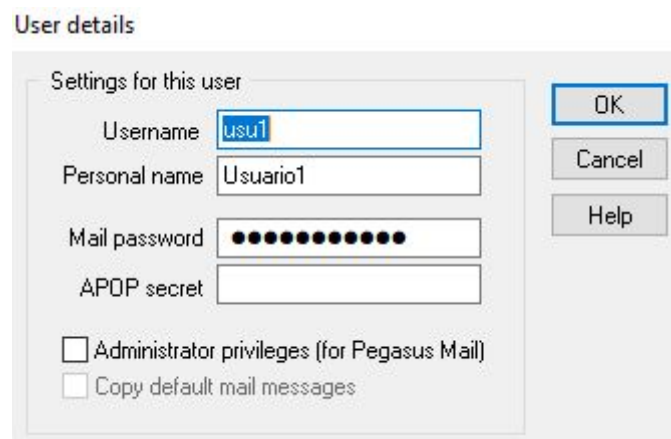 User details
Settings for this user
Username usu1
Personal name Usuario1
Mail password ●●●●●●●●●●●
APOP secret
Administrator privileges (for Pegasus Mail)
Copy default mail messages
OK
Cancel
Help